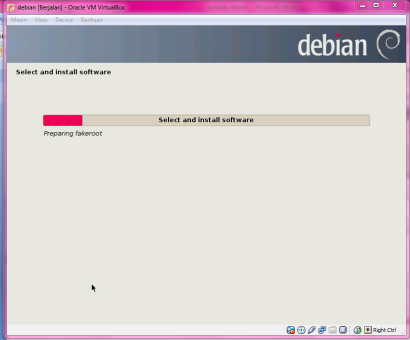 debian [Berjalan] - Oracle VM VirtualBox
Mesin View Device Bantuan
debian
Select and install software
Select and install software
Preparing fakeroot
Right Ctrl